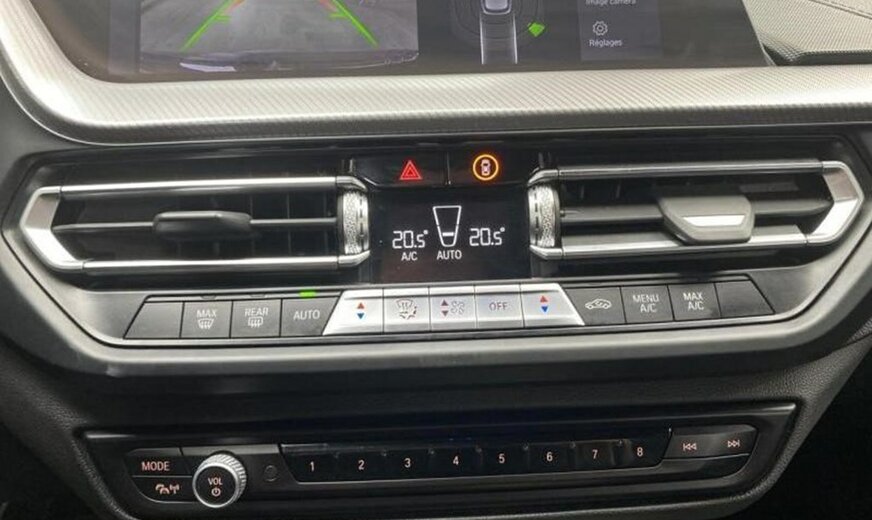 Image caméra
Réglages
20.5° 20.5°
A/C AUTO
MAX
REAR
AUTO
OFF
MENU
A/C
MAX
A/C
MODE
VOL
1 2 3 4 5 6 7 8